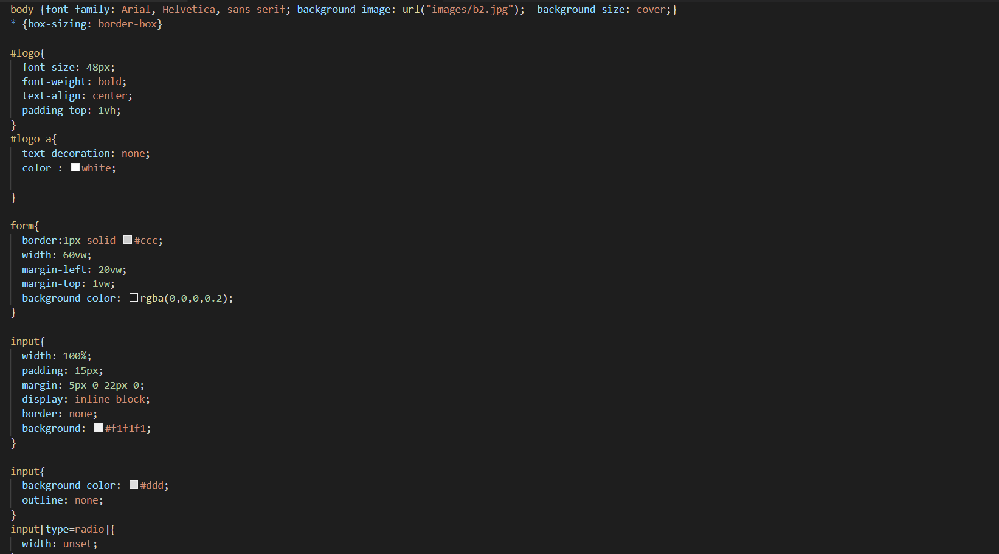 body {font-family: Arial, Helvetica, sans-serif; background-image: url("images/b2.jpg");  background-size: cover;}
* {box-sizing: border-box}

#logo{
  font-size: 48px;
  font-weight: bold;
  text-align: center;
  padding-top: 1vh;
}
#logo a{
  text-decoration: none;
  color : white;

}

form{
  border:1px solid #ccc;
  width: 60vw;
  margin-left: 20vw;
  margin-top: 1vw;
  background-color: rgba(0,0,0,0.2);
}

input{
  width: 100%;
  padding: 15px;
  margin: 5px 0 22px 0;
  display: inline-block;
  border: none;
  background: #f1f1f1;
}

input{
  background-color: #ddd;
  outline: none;
}
input[type=radio]{
  width: unset;